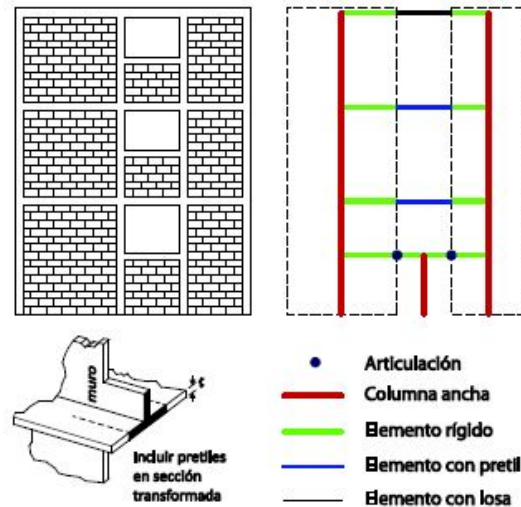 muro
t
Incluir pretiles
en sección
transformada
Articulación
Columna ancha
Elemento rígido
Elemento con pretil
Elemento con losa